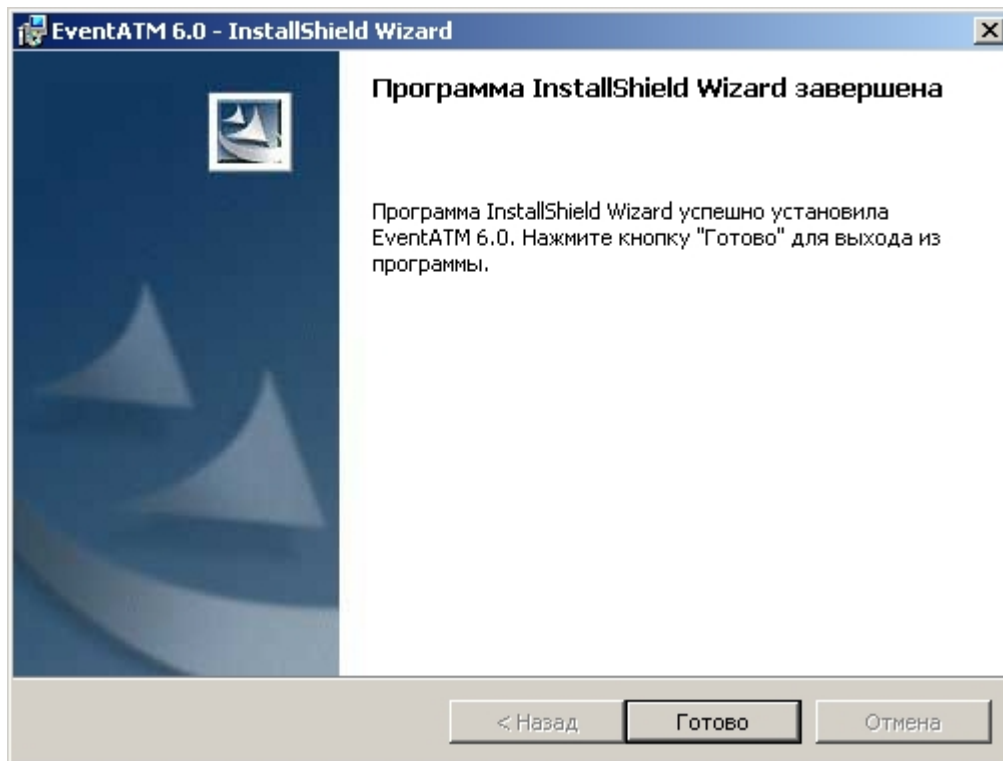 EventATM 6.0 - InstallShield Wizard
Программа InstallShield Wizard завершена
Программа InstallShield Wizard успешно установила
EventATM 6.0. Нажмите кнопку "Готово" для выхода из
программы.
< Назад Готово Отмена